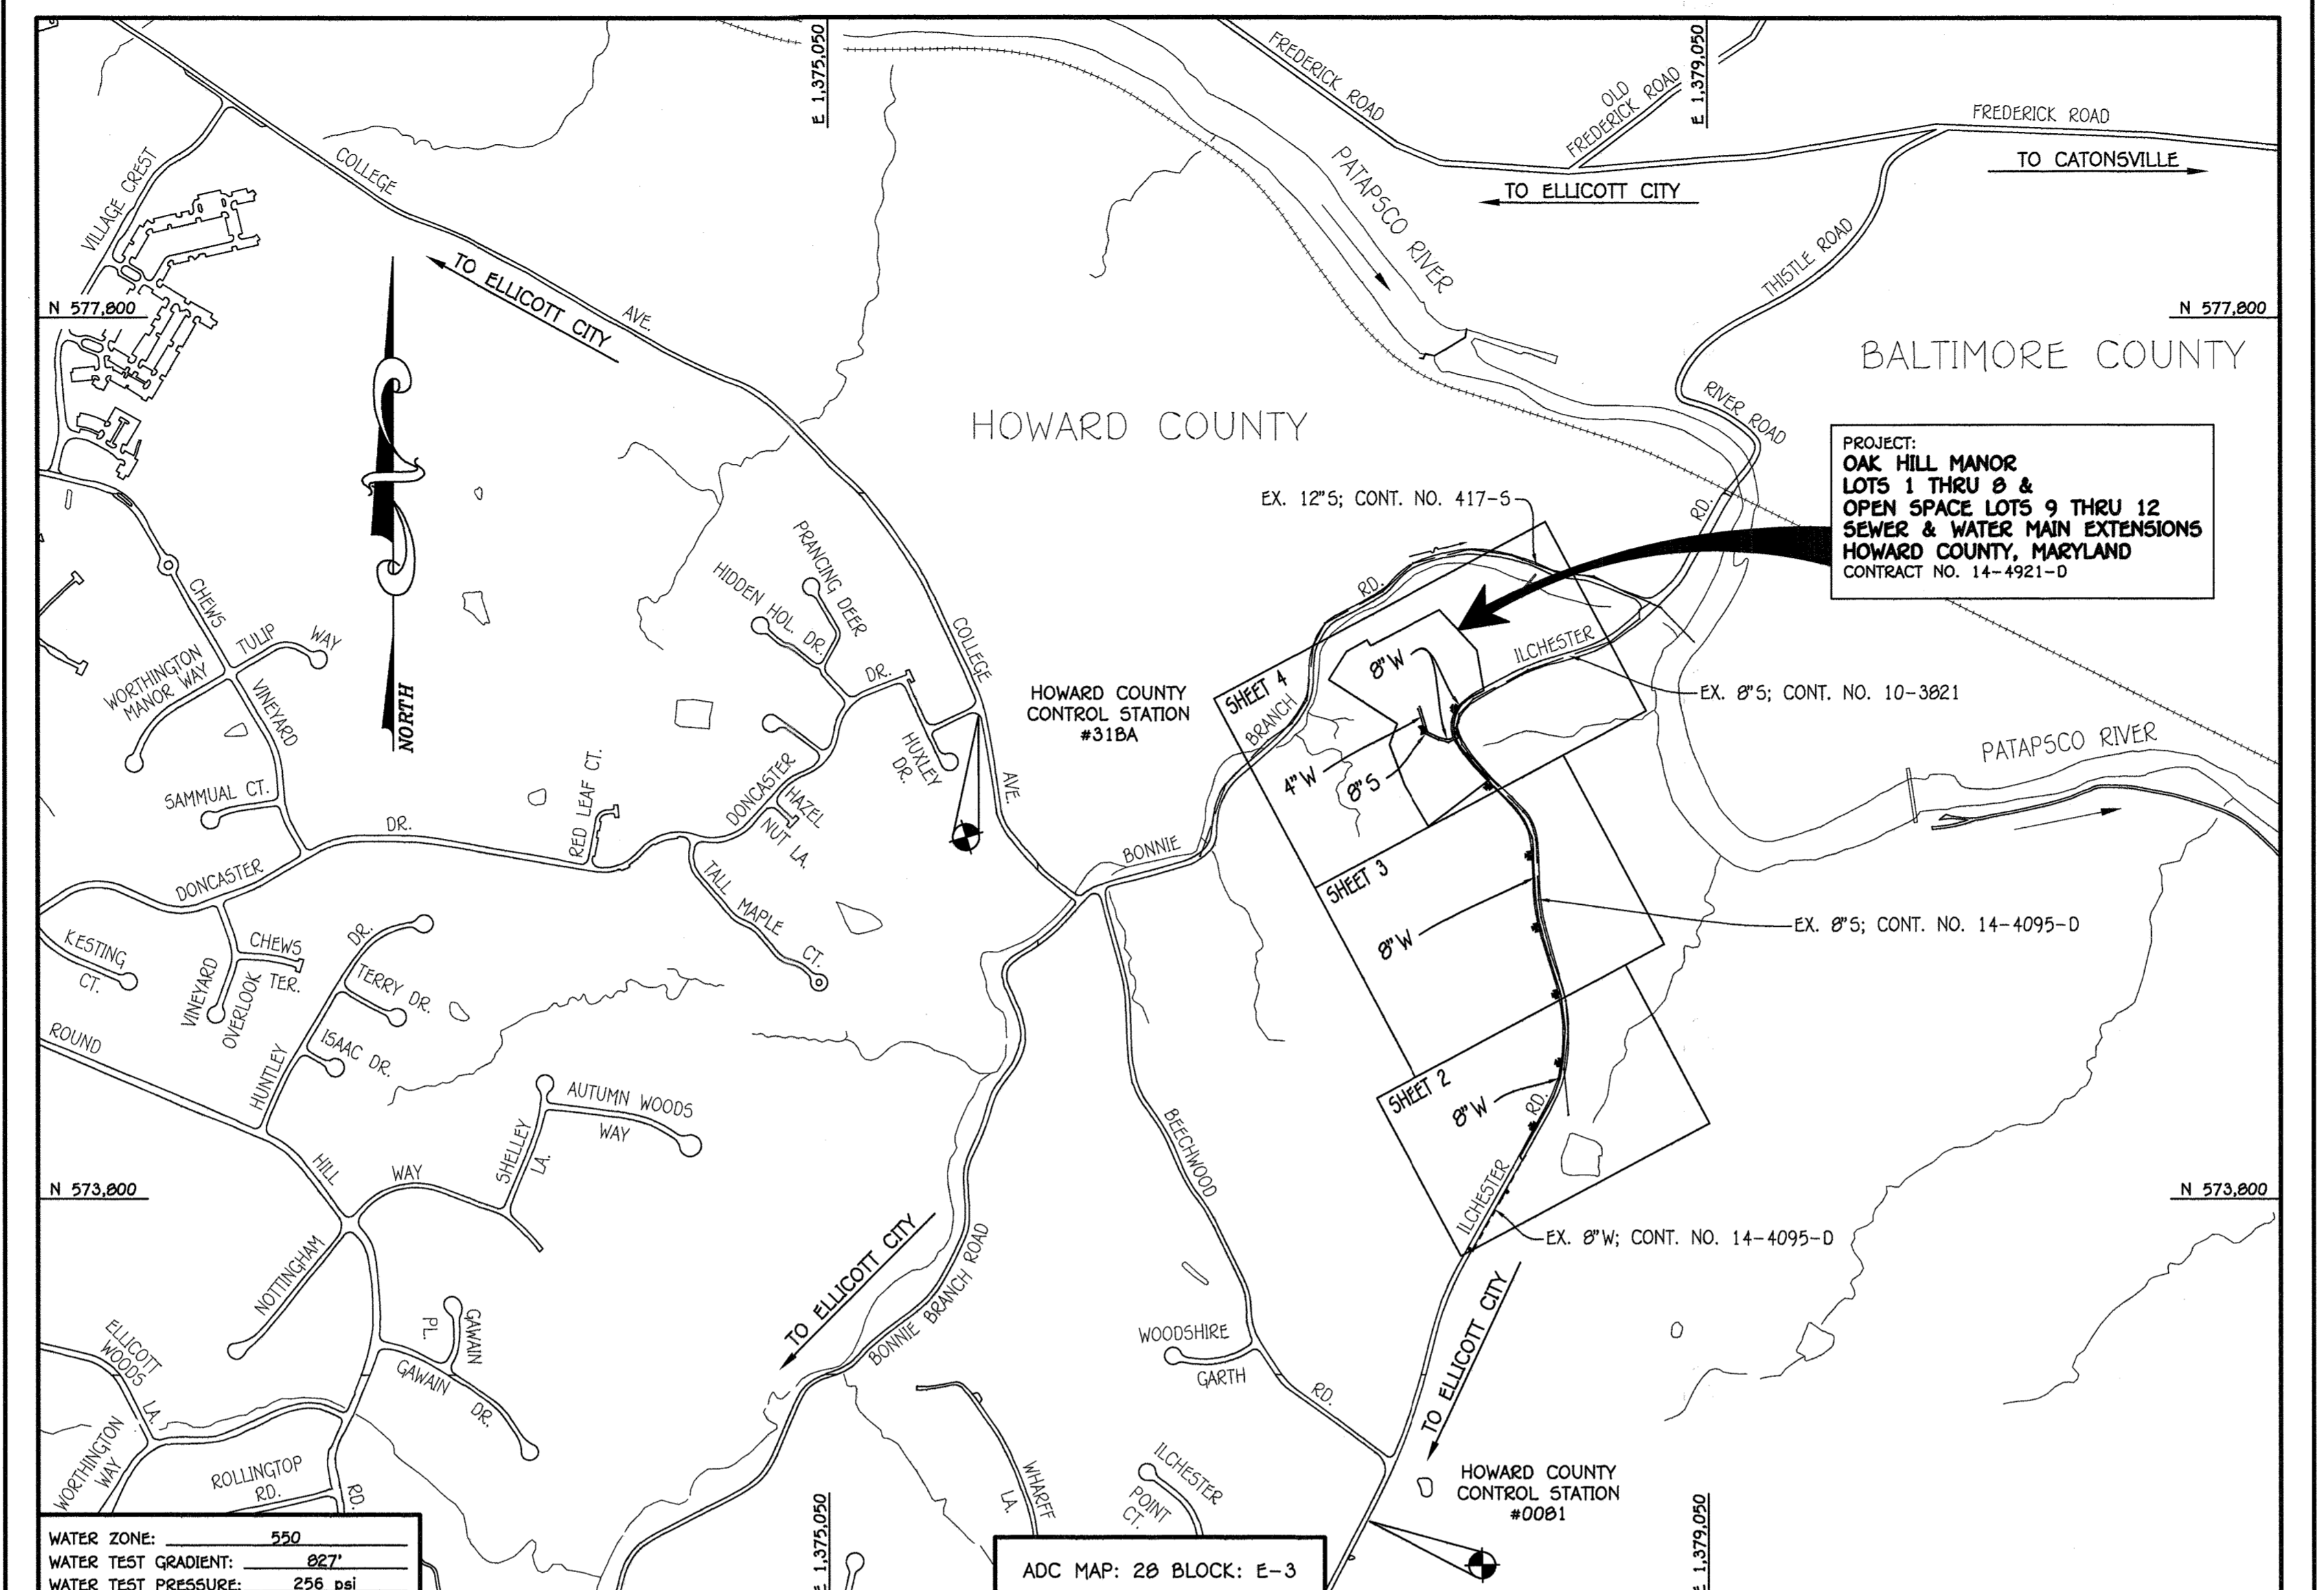 E 1,375,050
FREDERICK ROAD
OLD
FREDERICK ROAD
E 1,379,050
FREDERICK ROAD
TO CATONSVILLE
TO ELLICOTT CITY
PATAPSCO RIVER
THISTLE ROAD
COLLEGE
AVE.
VILLAGE CREST
TO ELLICOTT CITY
N 577,800
N 577,800
BALTIMORE COUNTY
HOWARD COUNTY
RIVER ROAD
RD.
PROJECT:
OAK HILL MANOR
LOTS 1 THRU 8 &
OPEN SPACE LOTS 9 THRU 12
SEWER & WATER MAIN EXTENSIONS
HOWARD COUNTY, MARYLAND
CONTRACT NO. 14-4921-D
EX. 12"S; CONT. NO. 417-S
NORTH
CHEWS
VINEYARD
TULIP
WAY
WORTHINGTON
MANOR WAY
SAMMUAL CT.
PRANCING DEER
HIDDEN HOL. DR.
DR.
HUXLEY
DR.
COLLEGE
AVE.
HOWARD COUNTY
CONTROL STATION
#31BA
RD.
BRANCH
BONNIE
SHEET 4
8"W
4"W
8"S
ILCHESTER
EX. 8"S; CONT. NO. 10-3821
PATAPSCO RIVER
DONCASTER
HAZEL
NUT LA.
RED LEAF CT.
DR.
DONCASTER
TALL
MAPLE
CT.
SHEET 3
8"W
EX. 8"S; CONT. NO. 14-4095-D
KESTING
CT.
CHEWS
TER.
VINEYARD
OVERLOOK
DR.
TERRY DR.
ISAAC DR.
HUNTLEY
ROUND
HILL
WAY
SHELLEY
LA.
AUTUMN WOODS
WAY
SHEET 2
8"W
RD.
ILCHESTER
BEECHWOOD
RD.
N 573,800
N 573,800
EX. 8"W; CONT. NO. 14-4095-D
NOTTINGHAM
TO ELLICOTT CITY
BONNIE BRANCH ROAD
TO ELLICOTT CITY
WOODSHIRE
GARTH
GAWAIN
PL.
GAWAIN
DR.
ELLICOTT
WOODS
LA.
WORTHINGTON
WAY
ROLLINGTOP
RD.
RD.
WHARFF
LA.
ILCHESTER
POINT
CT.
HOWARD COUNTY
CONTROL STATION
#0081
E 1,375,050
E 1,379,050
WATER ZONE: 550
WATER TEST GRADIENT: 827'
WATER TEST PRESSURE: 256 psi
ADC MAP: 28 BLOCK: E-3